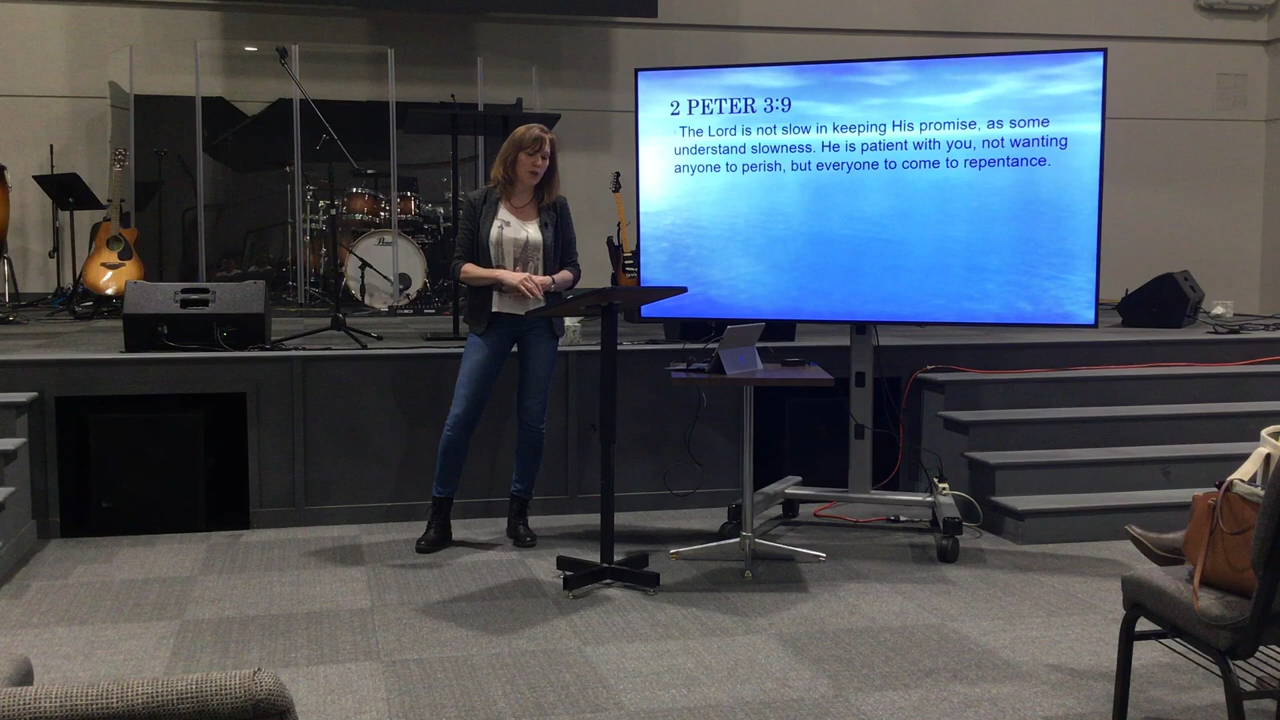 2 PETER 3:9
The Lord is not slow in keeping His promise, as some
understand slowness. He is patient with you, not wanting
anyone to perish, but everyone to come to repentance.
Pearl